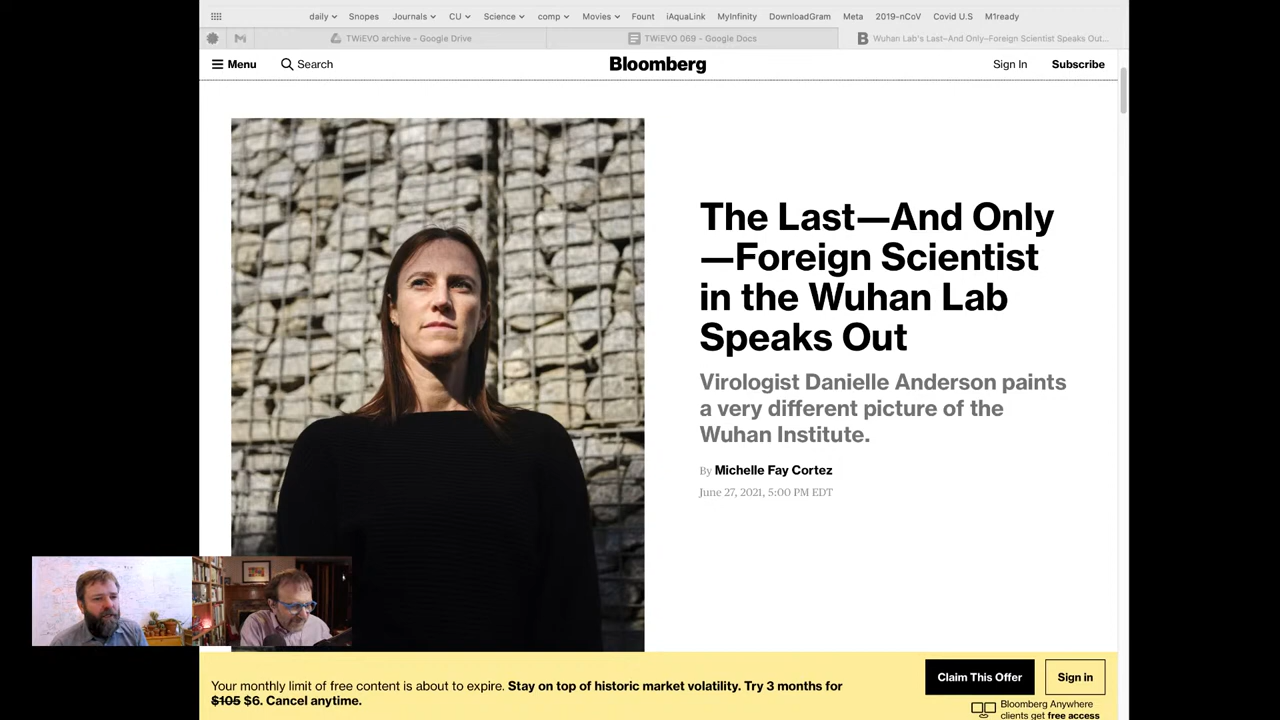 daily Snopes Journals CU Science comp Movies Fount iAquaLink MyInfinity DownloadGram Meta 2019-nCoV Covid U.S M1ready
TWiEVO archive - Google Drive TWiEVO 069 - Google Docs Wuhan Lab's Last–And Only–Foreign Scientist Speaks Out...
Menu Search Bloomberg Sign In Subscribe
The Last—And Only
—Foreign Scientist
in the Wuhan Lab
Speaks Out
Virologist Danielle Anderson paints
a very different picture of the
Wuhan Institute.
By Michelle Fay Cortez
June 27, 2021, 5:00 PM EDT
Your monthly limit of free content is about to expire. Stay on top of historic market volatility. Try 3 months for
$105 $6. Cancel anytime.
Claim This Offer Sign in
Bloomberg Anywhere
clients get free access